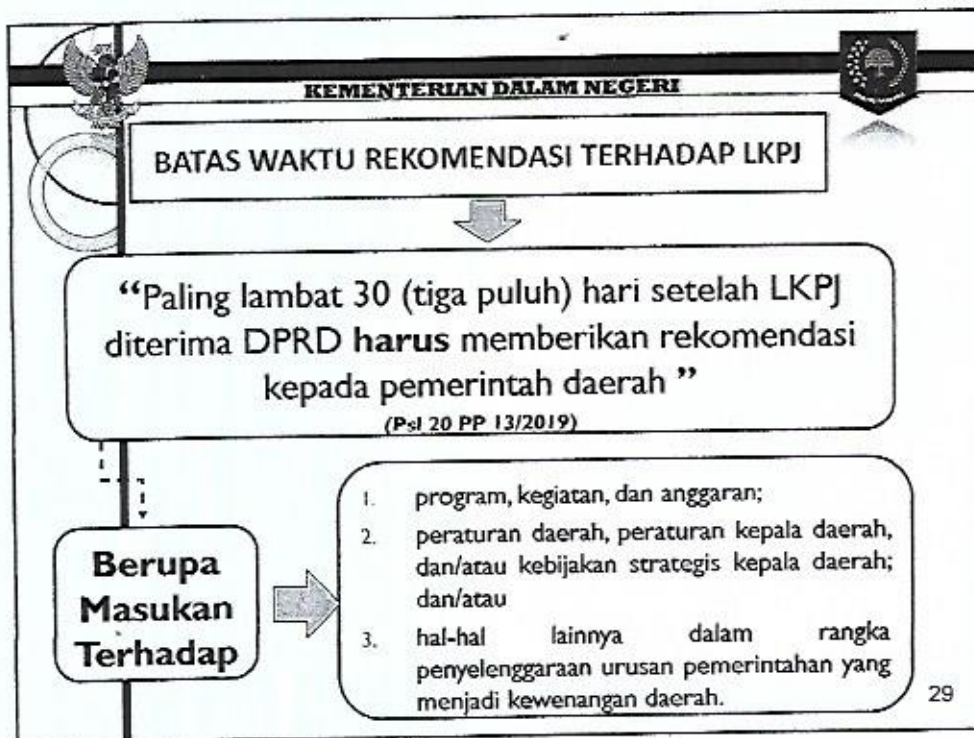 KEMENTERIAN DALAM NEGERI
BATAS WAKTU REKOMENDASI TERHADAP LKPJ
“Paling lambat 30 (tiga puluh) hari setelah LKPJ
diterima DPRD harus memberikan rekomendasi
kepada pemerintah daerah ”
(Psl 20 PP 13/2019)
Berupa
Masukan
Terhadap
1. program, kegiatan, dan anggaran;
2. peraturan daerah, peraturan kepala daerah,
dan/atau kebijakan strategis kepala daerah;
dan/atau
3. hal-hal lainnya dalam rangka
penyelenggaraan urusan pemerintahan yang
menjadi kewenangan daerah.
29